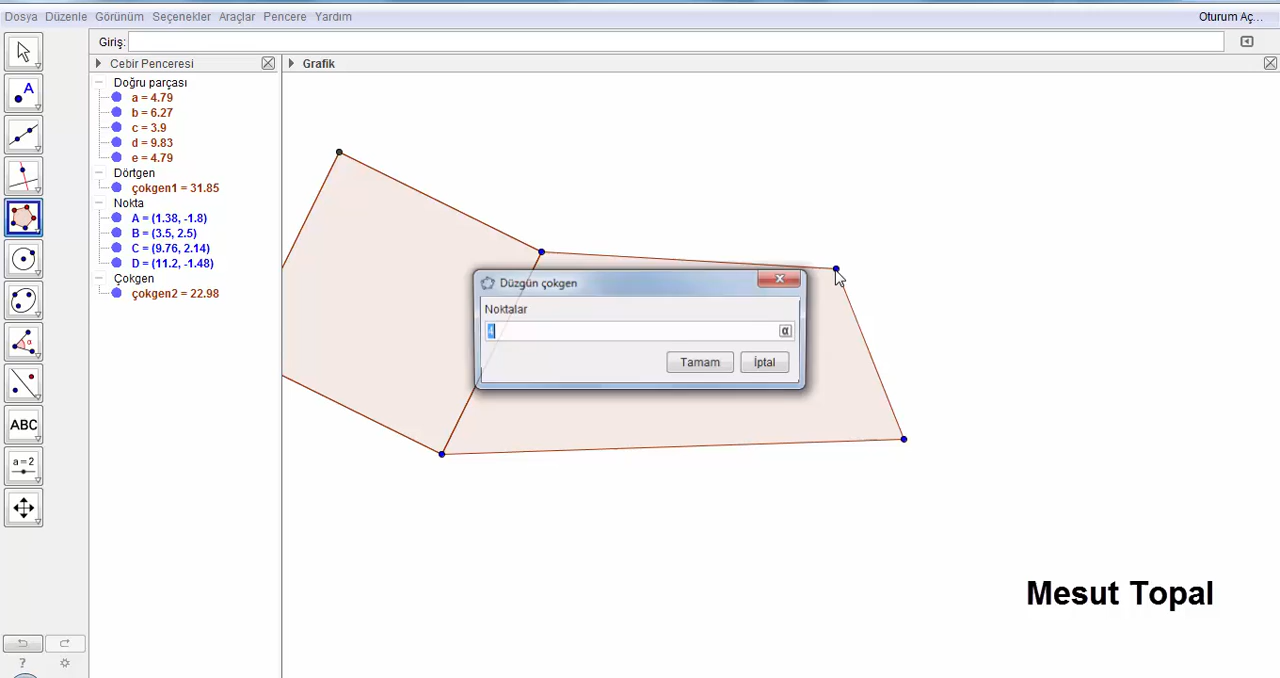 Dosya Düzenle Görünüm Seçenekler Araçlar Pencere Yardım Oturum Aç...
Giriş:
Cebir Penceresi
Grafik
Doğru parçası
a = 4.79
b = 6.27
c = 3.9
d = 9.83
e = 4.79
Dörtgen
çokgen1 = 31.85
Nokta
A = (1.38, -1.8)
B = (3.5, 2.5)
C = (9.76, 2.14)
D = (11.2, -1.48)
Çokgen
çokgen2 = 22.98
A
α
ABC
a = 2
?
Düzgün çokgen
Noktalar
4
α
Tamam İptal
Mesut Topal